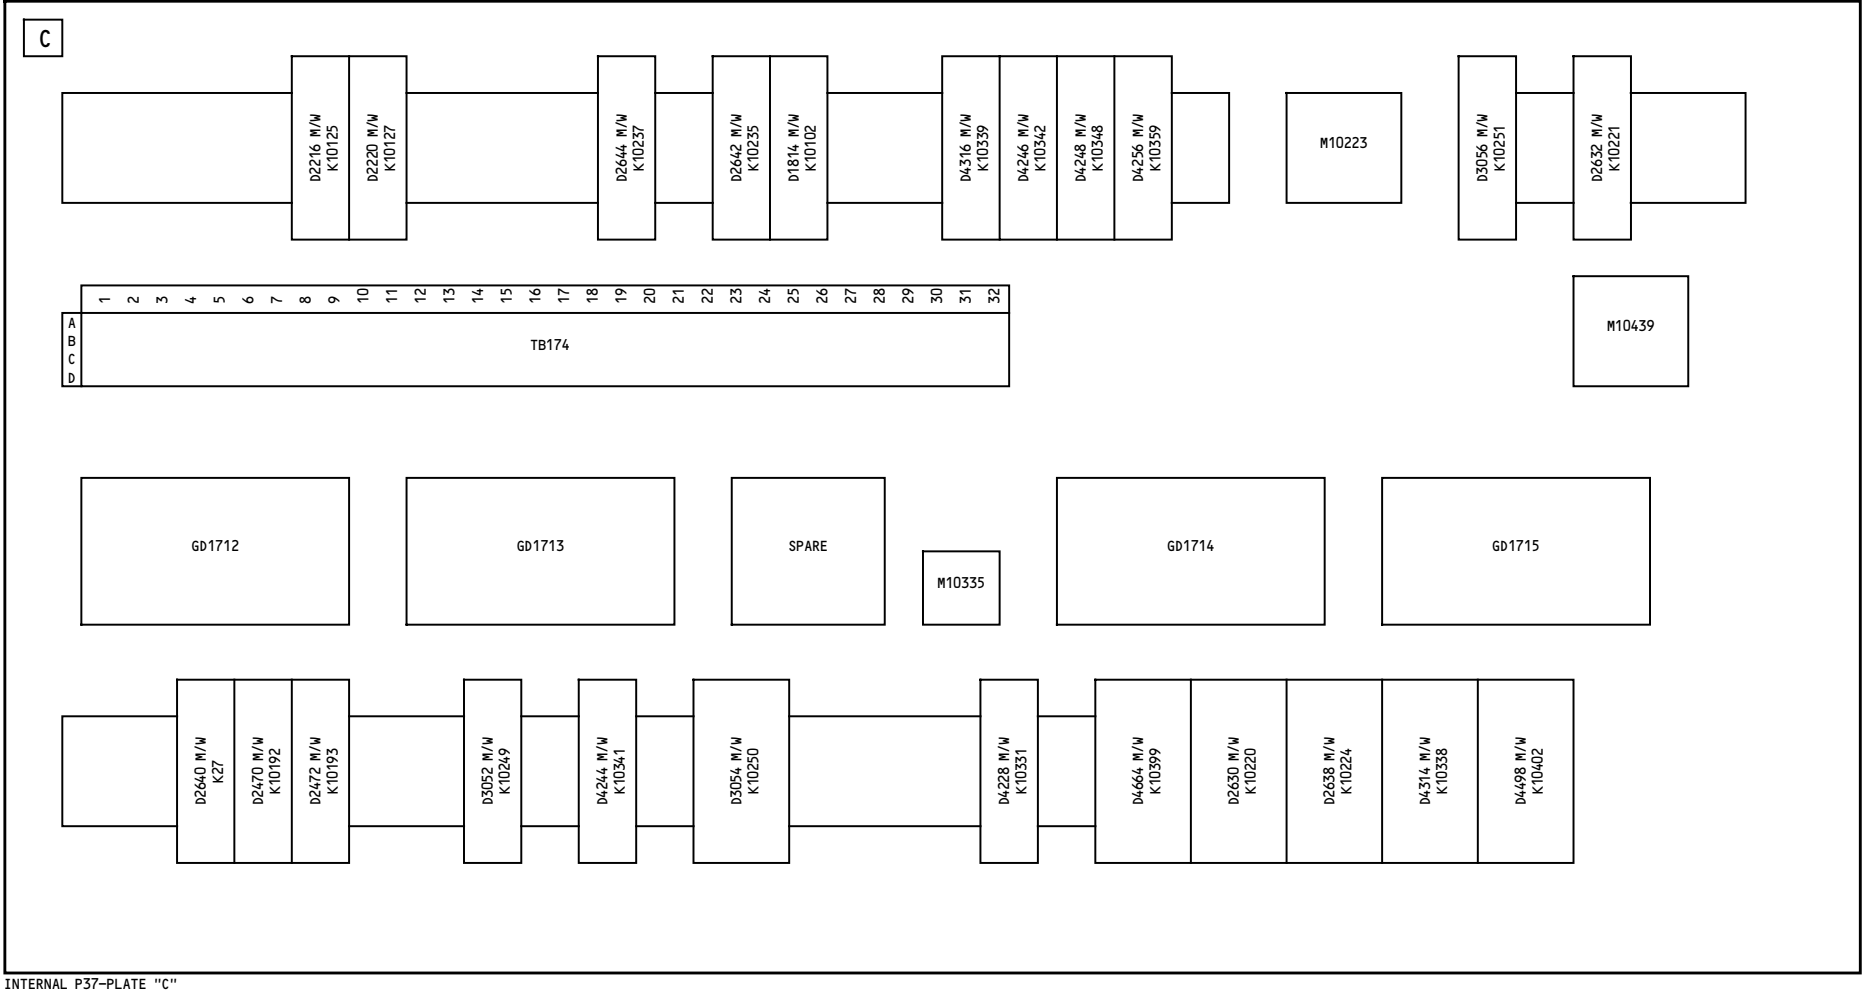 C
D2216 M/W
K10125
D2220 M/W
K10127
D2644 M/W
K10237
D2642 M/W
K10235
D1814 M/W
K10102
D4316 M/W
K10339
D4246 M/W
K10342
D4248 M/W
K10348
D4256 M/W
K10359
M10223
D3056 M/W
K10251
D2632 M/W
K10221
1 2 3 4 5 6 7 8 9 10 11 12 13 14 15 16 17 18 19 20 21 22 23 24 25 26 27 28 29 30 31 32
A
B
C
D
TB174
M10439
GD1712
GD1713
SPARE
M10335
GD1714
GD1715
D2640 M/W
K27
D2470 M/W
K10192
D2472 M/W
K10193
D3052 M/W
K10249
D4244 M/W
K10341
D3054 M/W
K10250
D4228 M/W
K10331
D4664 M/W
K10399
D2630 M/W
K10220
D2638 M/W
K10224
D4314 M/W
K10338
D4498 M/W
K10402
INTERNAL P37-PLATE "C"